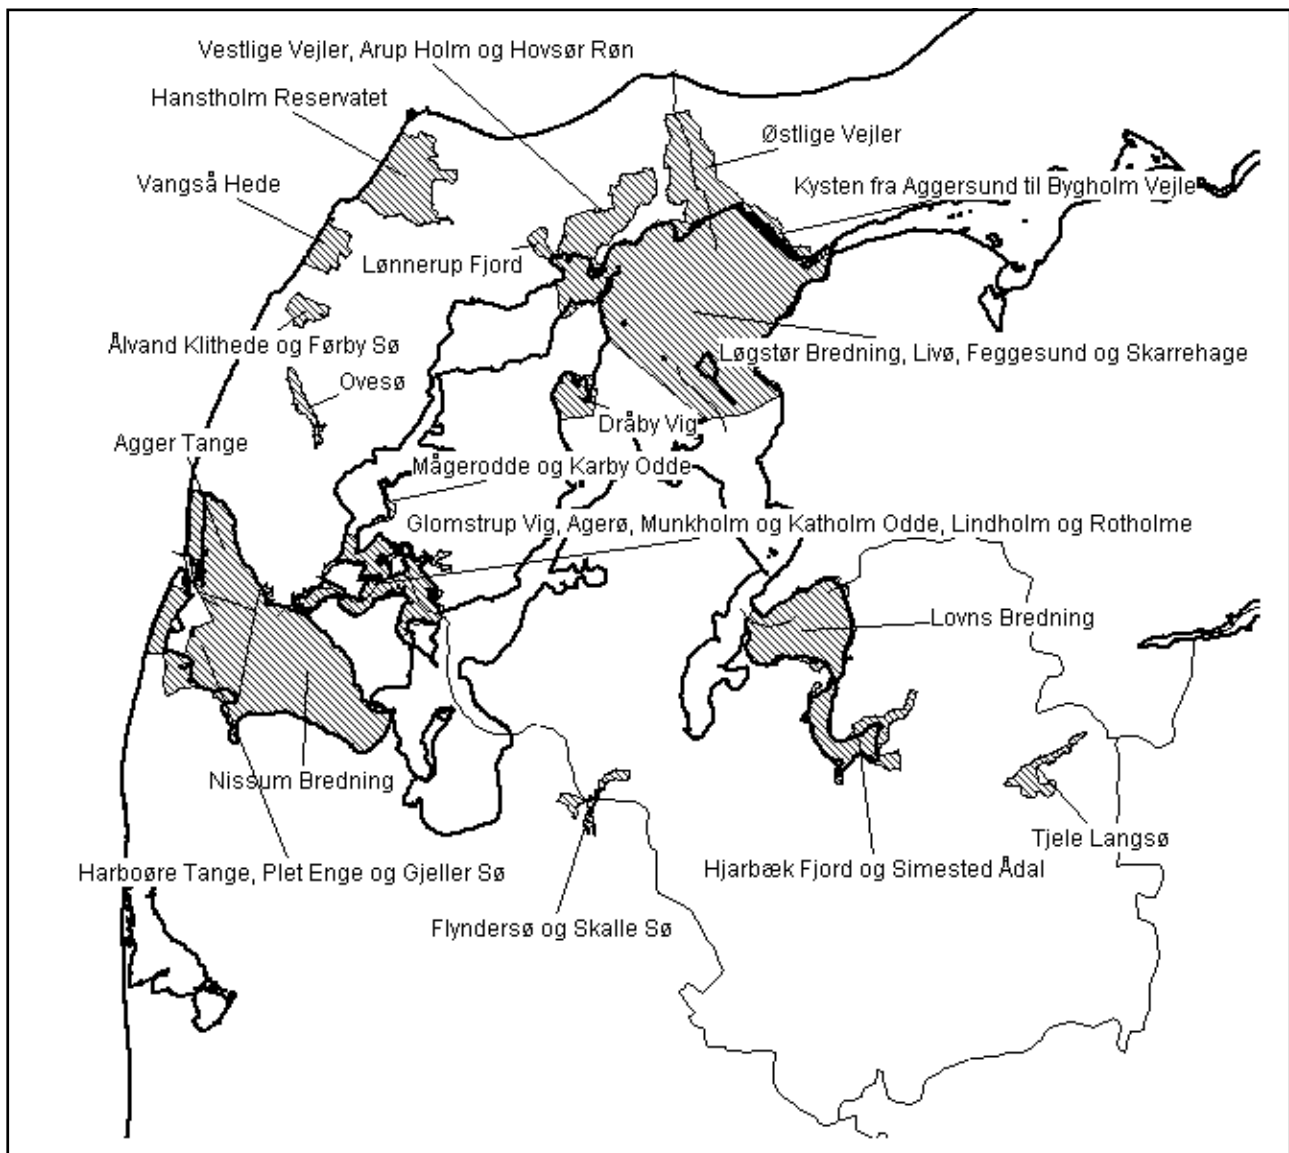 Vestlige Vejler, Arup Holm og Hovsør Røn
Hanstholm Reservatet
Østlige Vejler
Vangså Hede
Kysten fra Aggersund til Bygholm Vejle
Lønnerup Fjord
Ålvand Klithede og Førby Sø
Løgstør Bredning, Livø, Feggesund og Skarrehage
Ovesø
Dråby Vig
Agger Tange
Mågerodde og Karby Odde
Glomstrup Vig, Agerø, Munkholm og Katholm Odde, Lindholm og Rotholme
Lovns Bredning
Nissum Bredning
Tjele Langsø
Harboøre Tange, Plet Enge og Gjeller Sø
Hjarbæk Fjord og Simested Ådal
Flyndersø og Skalle Sø